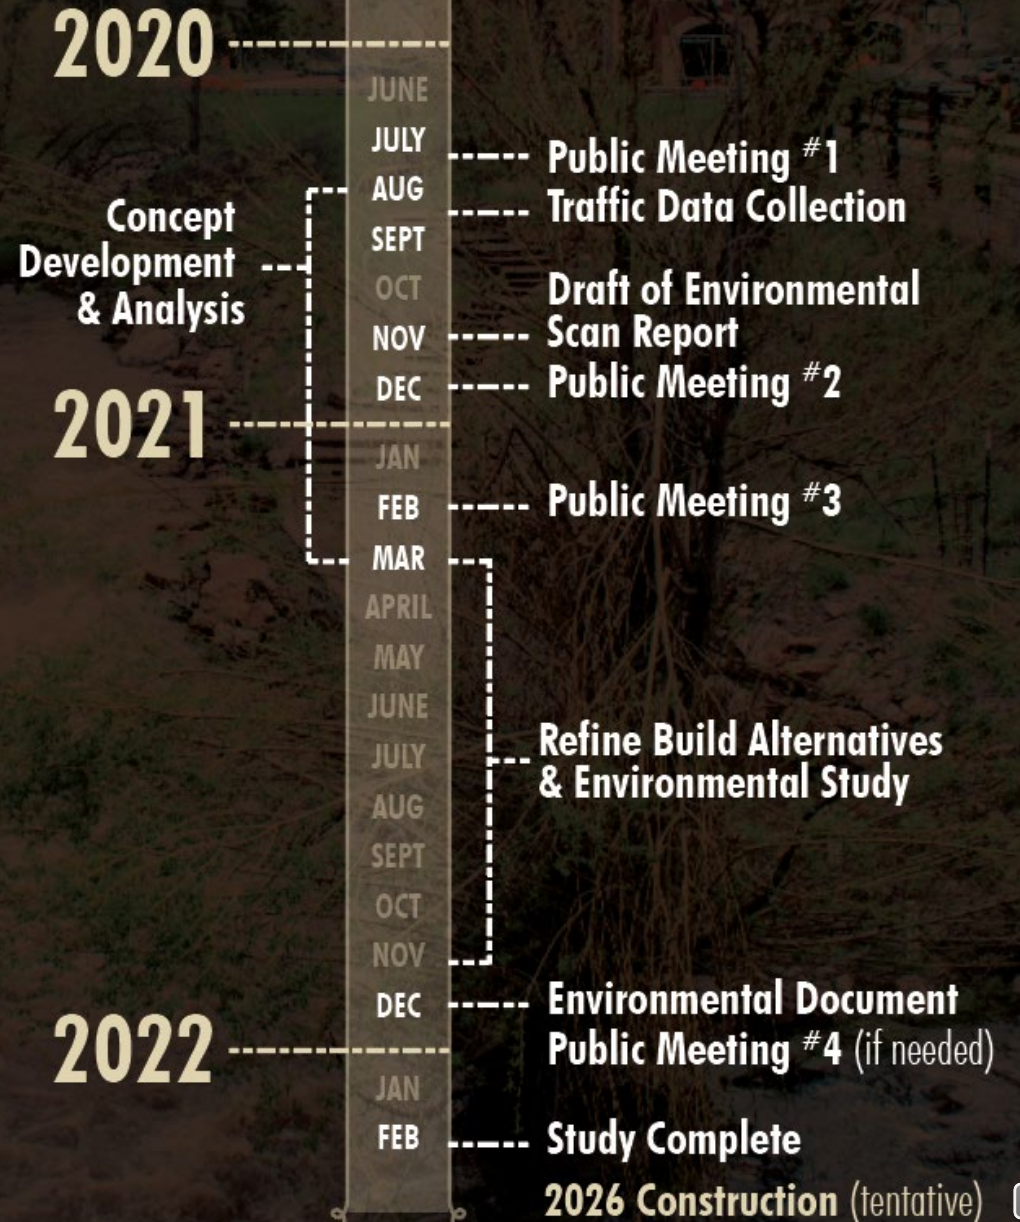 2020
JUNE
JULY
Public Meeting #1
AUG
Traffic Data Collection
Concept
Development
& Analysis
SEPT
OCT
Draft of Environmental
Scan Report
NOV
DEC
Public Meeting #2
2021
JAN
FEB
Public Meeting #3
MAR
APRIL
MAY
JUNE
JULY
Refine Build Alternatives
& Environmental Study
AUG
SEPT
OCT
NOV
DEC
Environmental Document
Public Meeting #4 (if needed)
2022
JAN
FEB
Study Complete
2026 Construction (tentative)